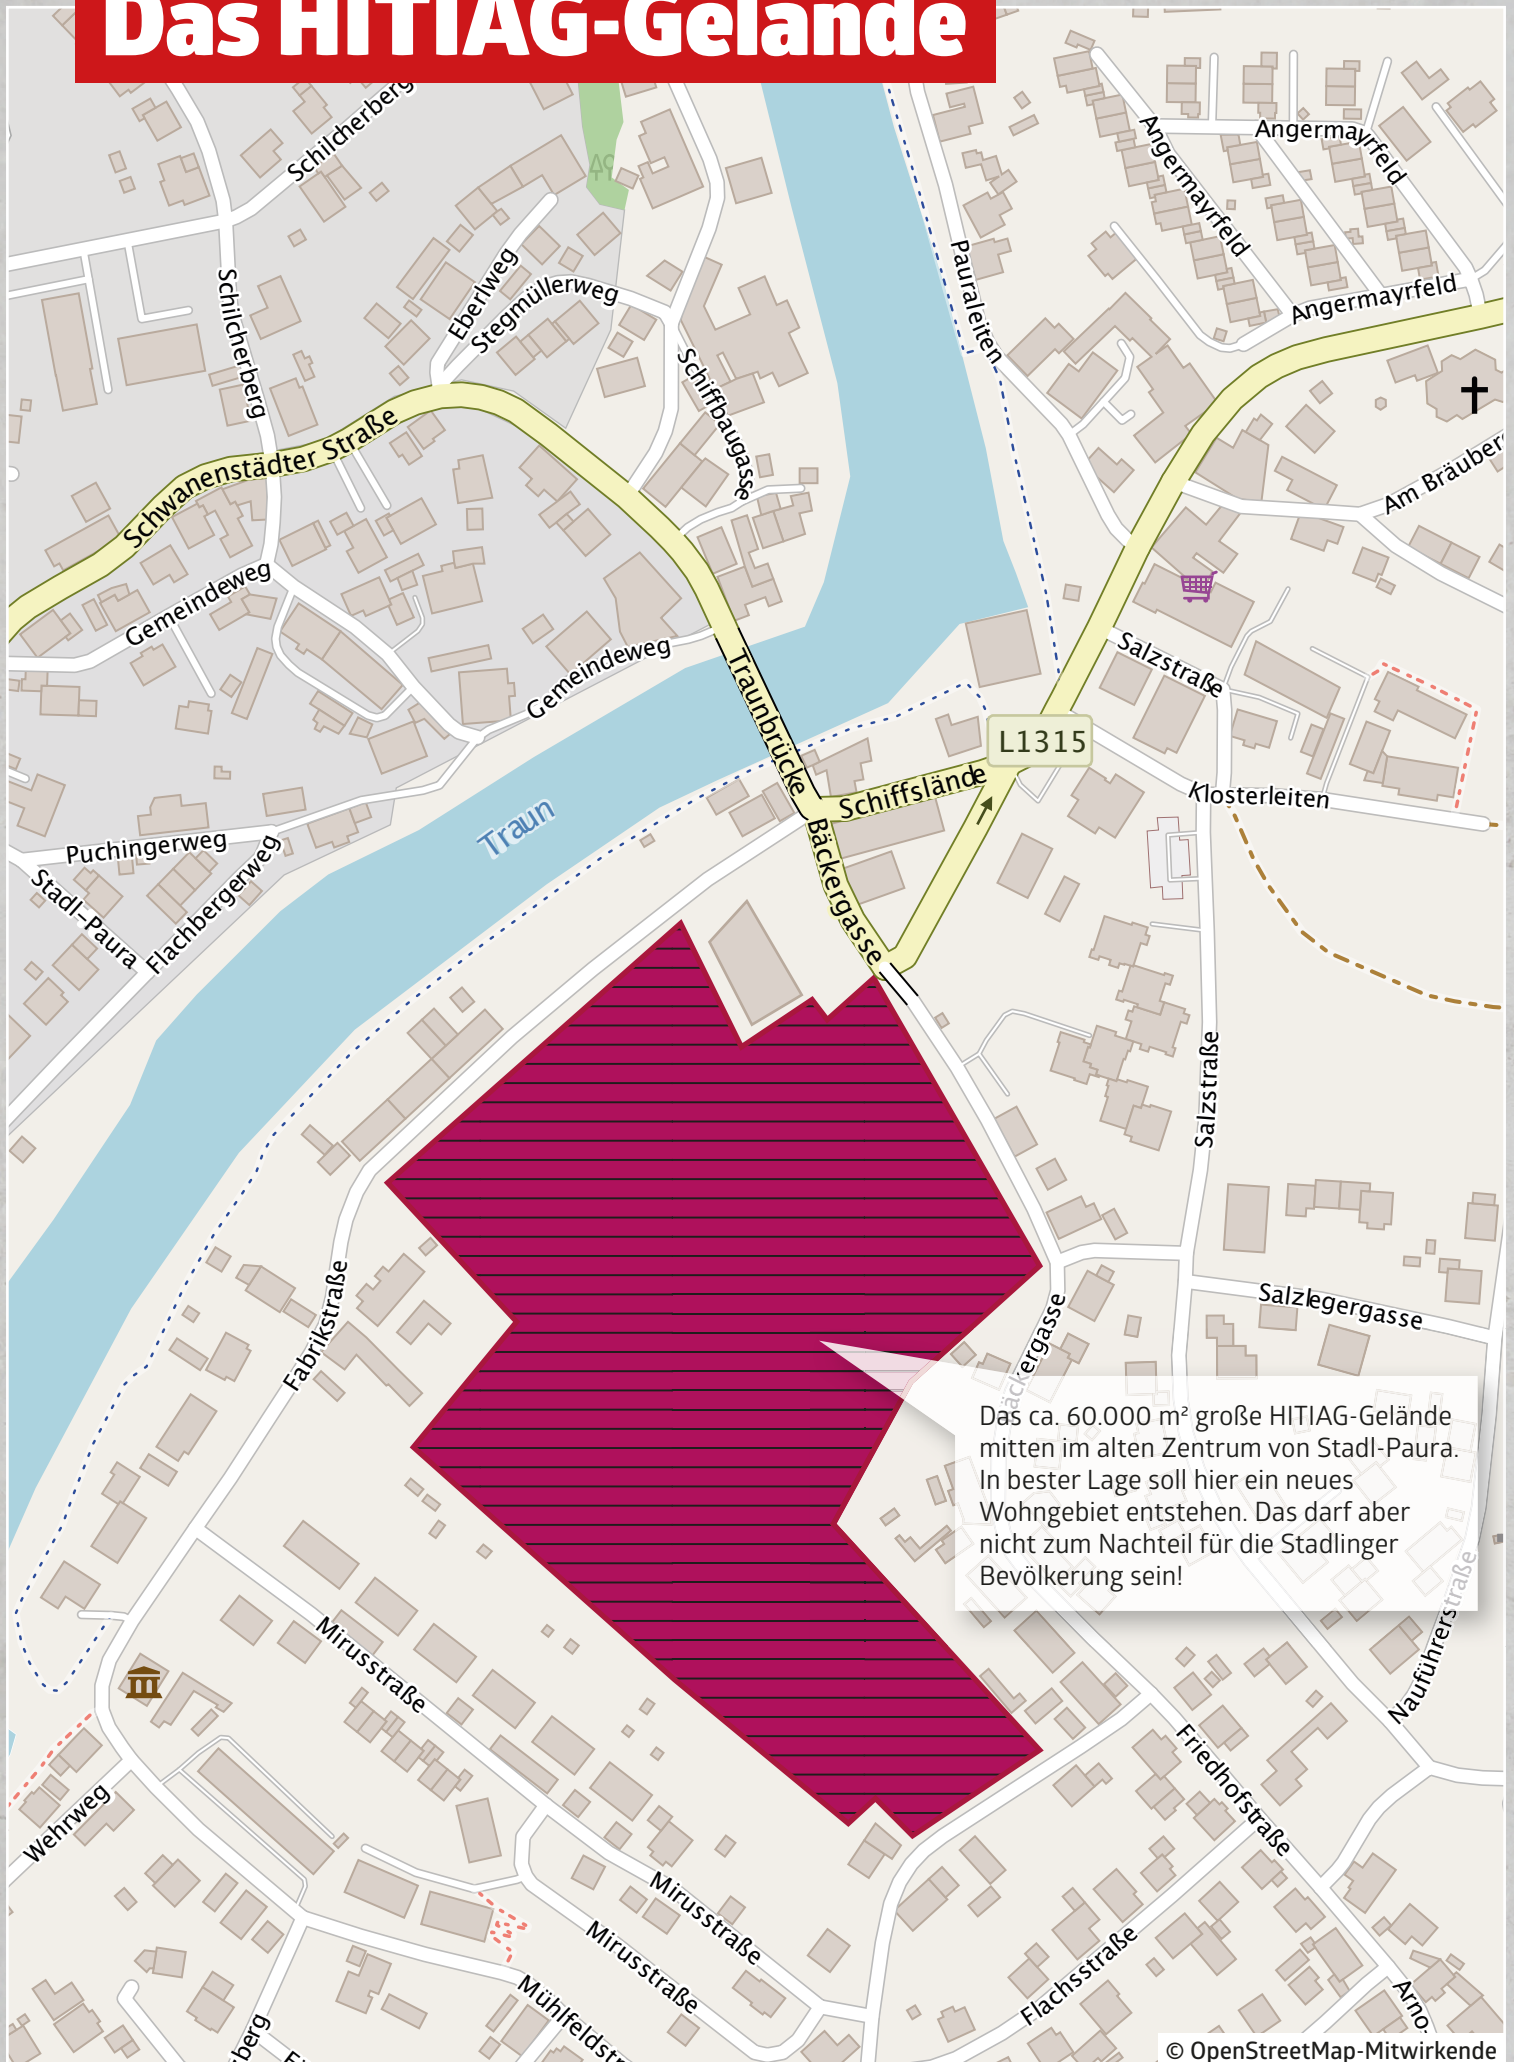 Das HITIAG-Gelände
Schilcherberg
Angermayrfeld
Angermayrfeld
Schilcherberg
Eberlweg
Stegmüllerweg
Pauraleiten
Angermayrfeld
Schiffbaugasse
Schwanenstädter Straße
Am Bräuber
Gemeindeweg
Gemeindeweg
Salzstraße
Traunbrücke
L1315
Schiffslände
Klosterleiten
Traun
Puchingerweg
Bäckergasse
Stadl-Paura
Flachbergerweg
Salzstraße
Fabrikstraße
Salzlegergasse
Bäckergasse
Das ca. 60.000 m² große HITIAG-Gelände
mitten im alten Zentrum von Stadl-Paura.
In bester Lage soll hier ein neues
Wohngebiet entstehen. Das darf aber
nicht zum Nachteil für die Stadlinger
Bevölkerung sein!
Nauführerstraße
Mirusstraße
Friedhofstraße
Wehrweg
Mirusstraße
Mirusstraße
Flachsstraße
Mühlfeldstr
Arno-
berg
© OpenStreetMap-Mitwirkende